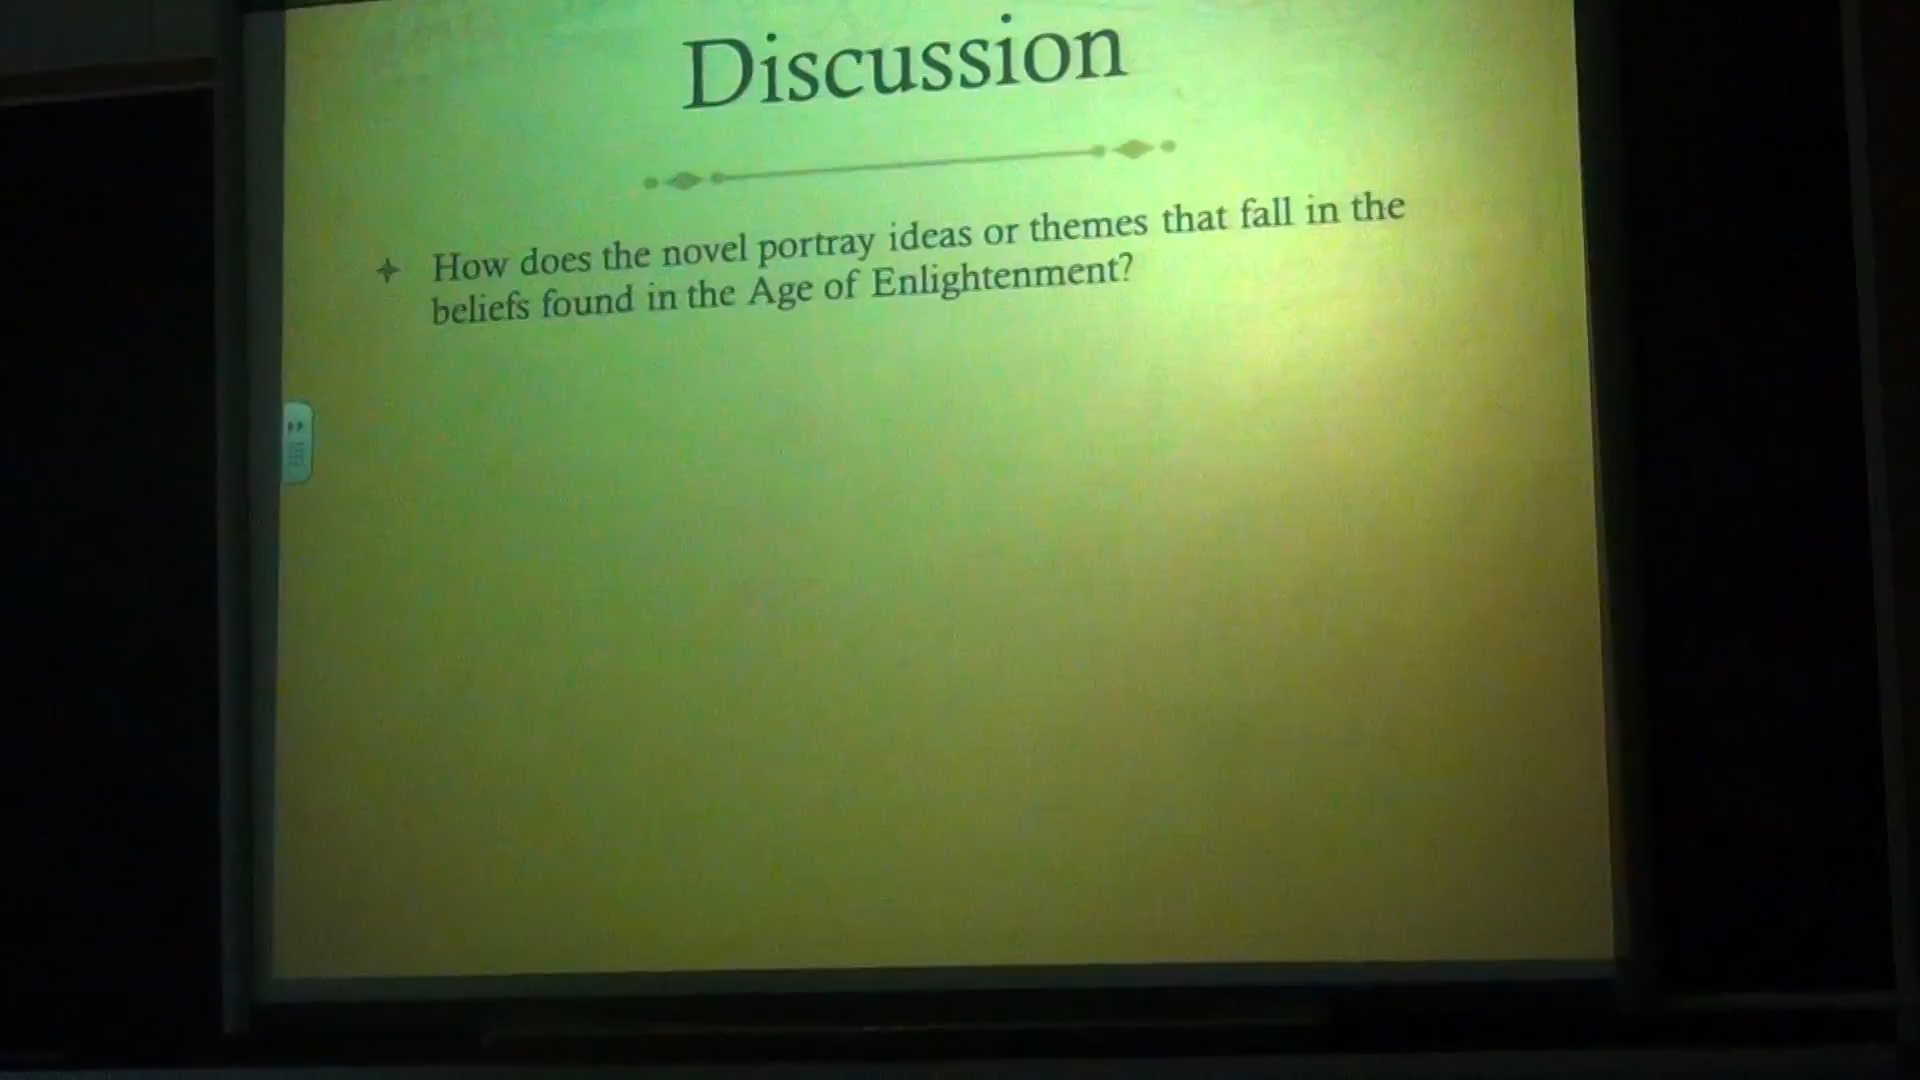 Discussion
How does the novel portray ideas or themes that fall in the
beliefs found in the Age of Enlightenment?